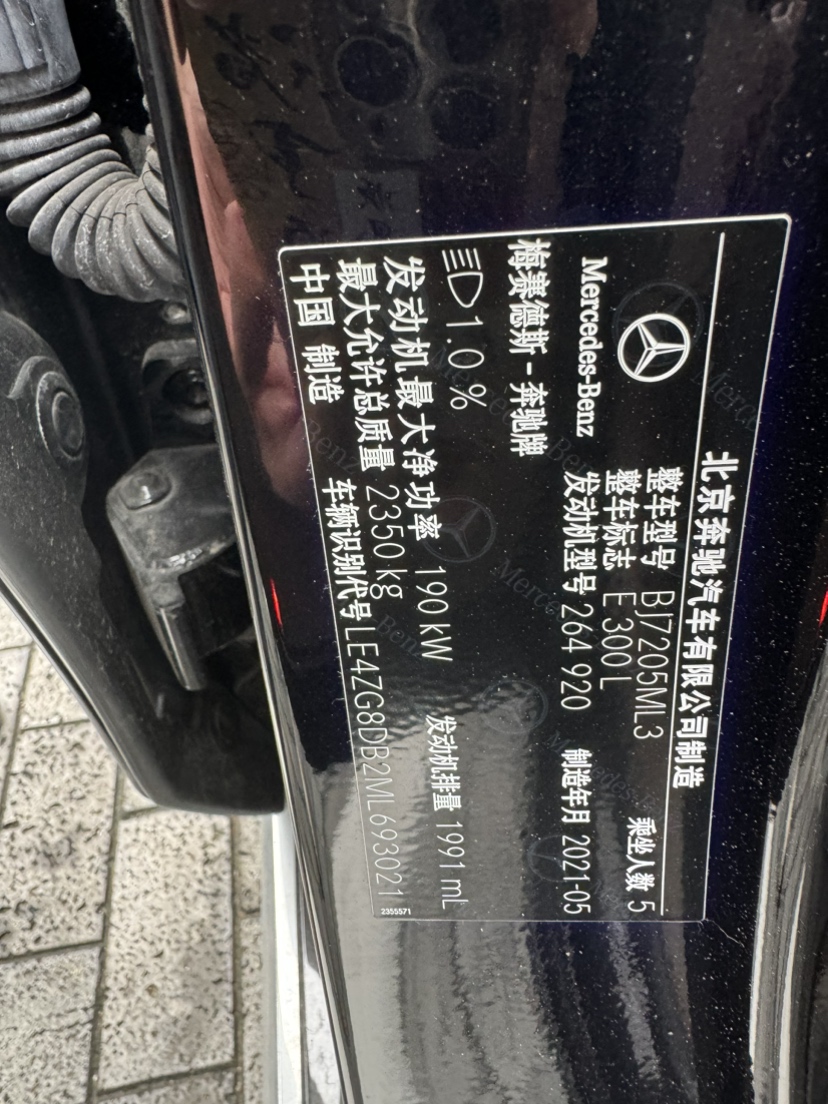 北京奔驰汽车有限公司制造
Mercedes-Benz
整车型号 BJ7205ML3 乘坐人数 5
整车标志 E 300 L
发动机型号 264 920 制造年月 2021-05
梅赛德斯-奔驰牌
1.0 %
发动机最大净功率 190 kW 发动机排量 1991 mL
最大允许总质量 2350 kg
中国 制造 车辆识别代号 LE4ZG8DB2ML693021
2355571